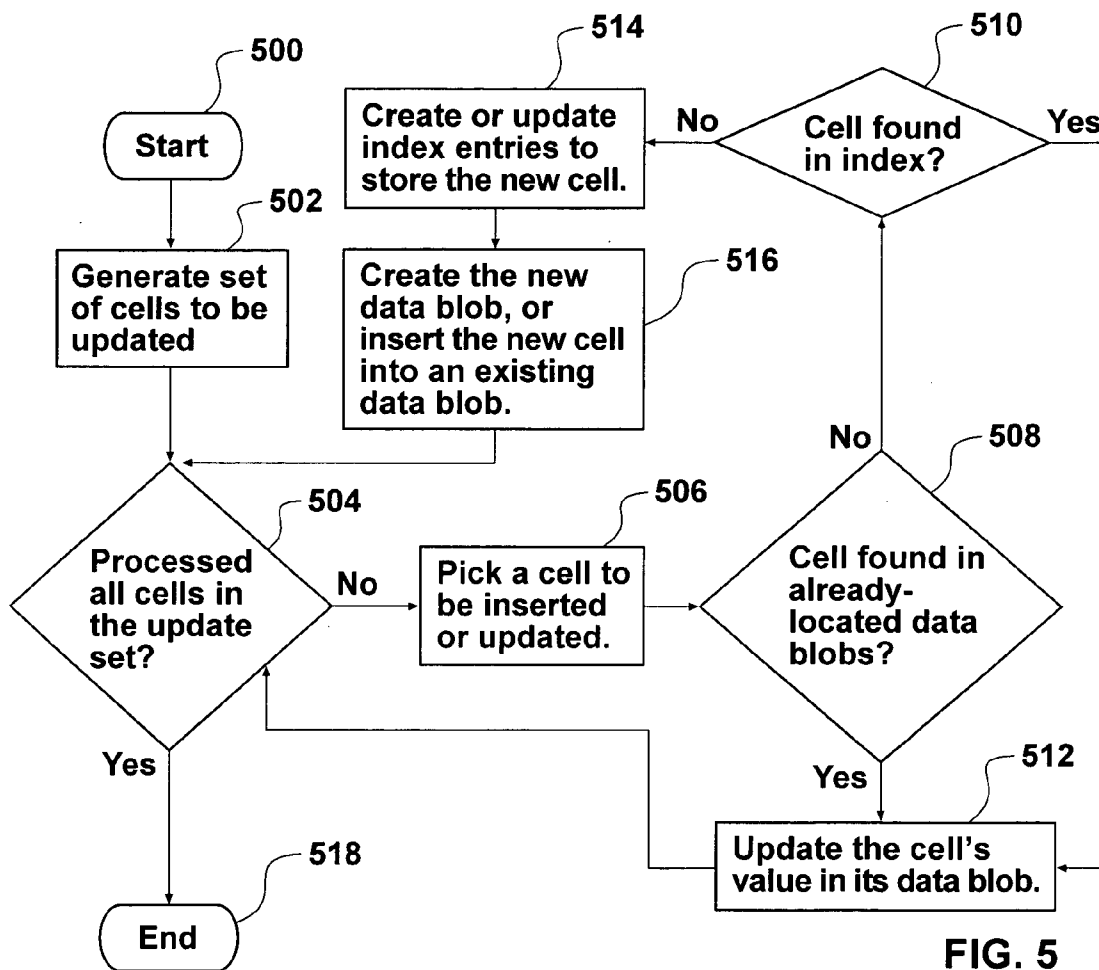 500
Start
502
Generate set
of cells to be
updated
514
Create or update
index entries to
store the new cell.
516
Create the new
data blob, or
insert the new cell
into an existing
data blob.
510
No
Cell found
in index?
Yes
504
Processed
all cells in
the update
set?
No
506
Pick a cell to
be inserted
or updated.
No
508
Cell found in
already-
located data
blobs?
Yes
512
Update the cell's
value in its data blob.
Yes
518
End
FIG. 5